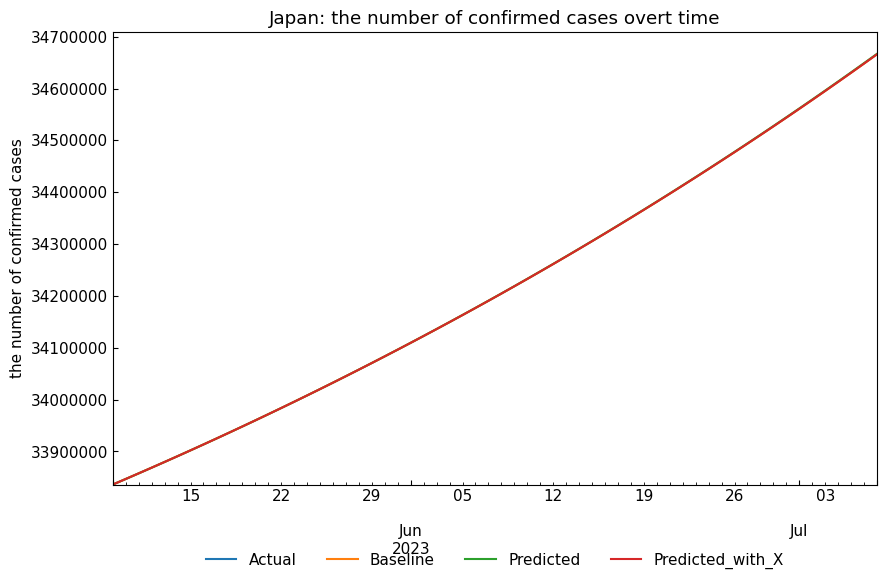 Japan: the number of confirmed cases overt time
the number of confirmed cases
34700000
34600000
34500000
34400000
34300000
34200000
34100000
34000000
33900000
15 22 29 05 12 19 26 03
Jun Jul
2023
Actual Baseline Predicted Predicted_with_X